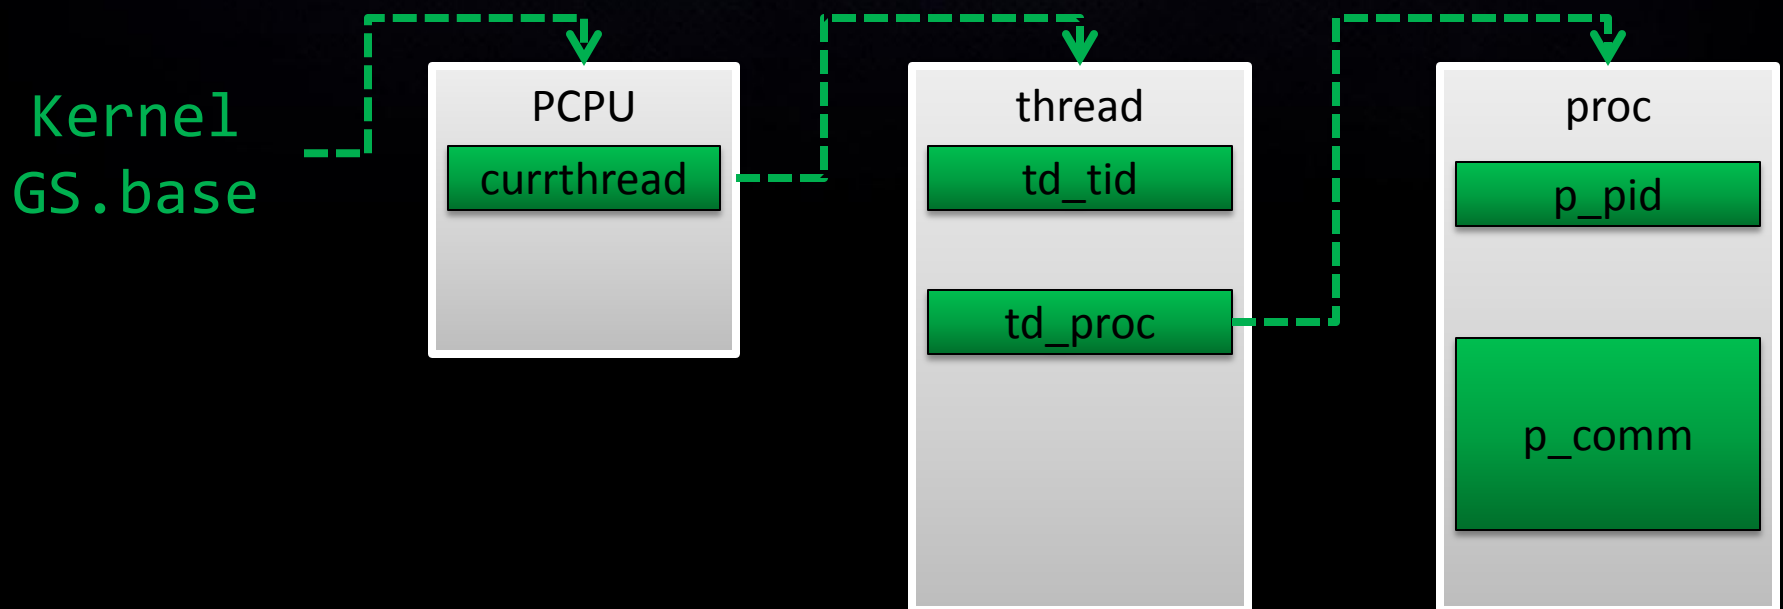 Kernel
GS.base
PCPU
currthread
thread
td_tid
td_proc
proc
p_pid
p_comm